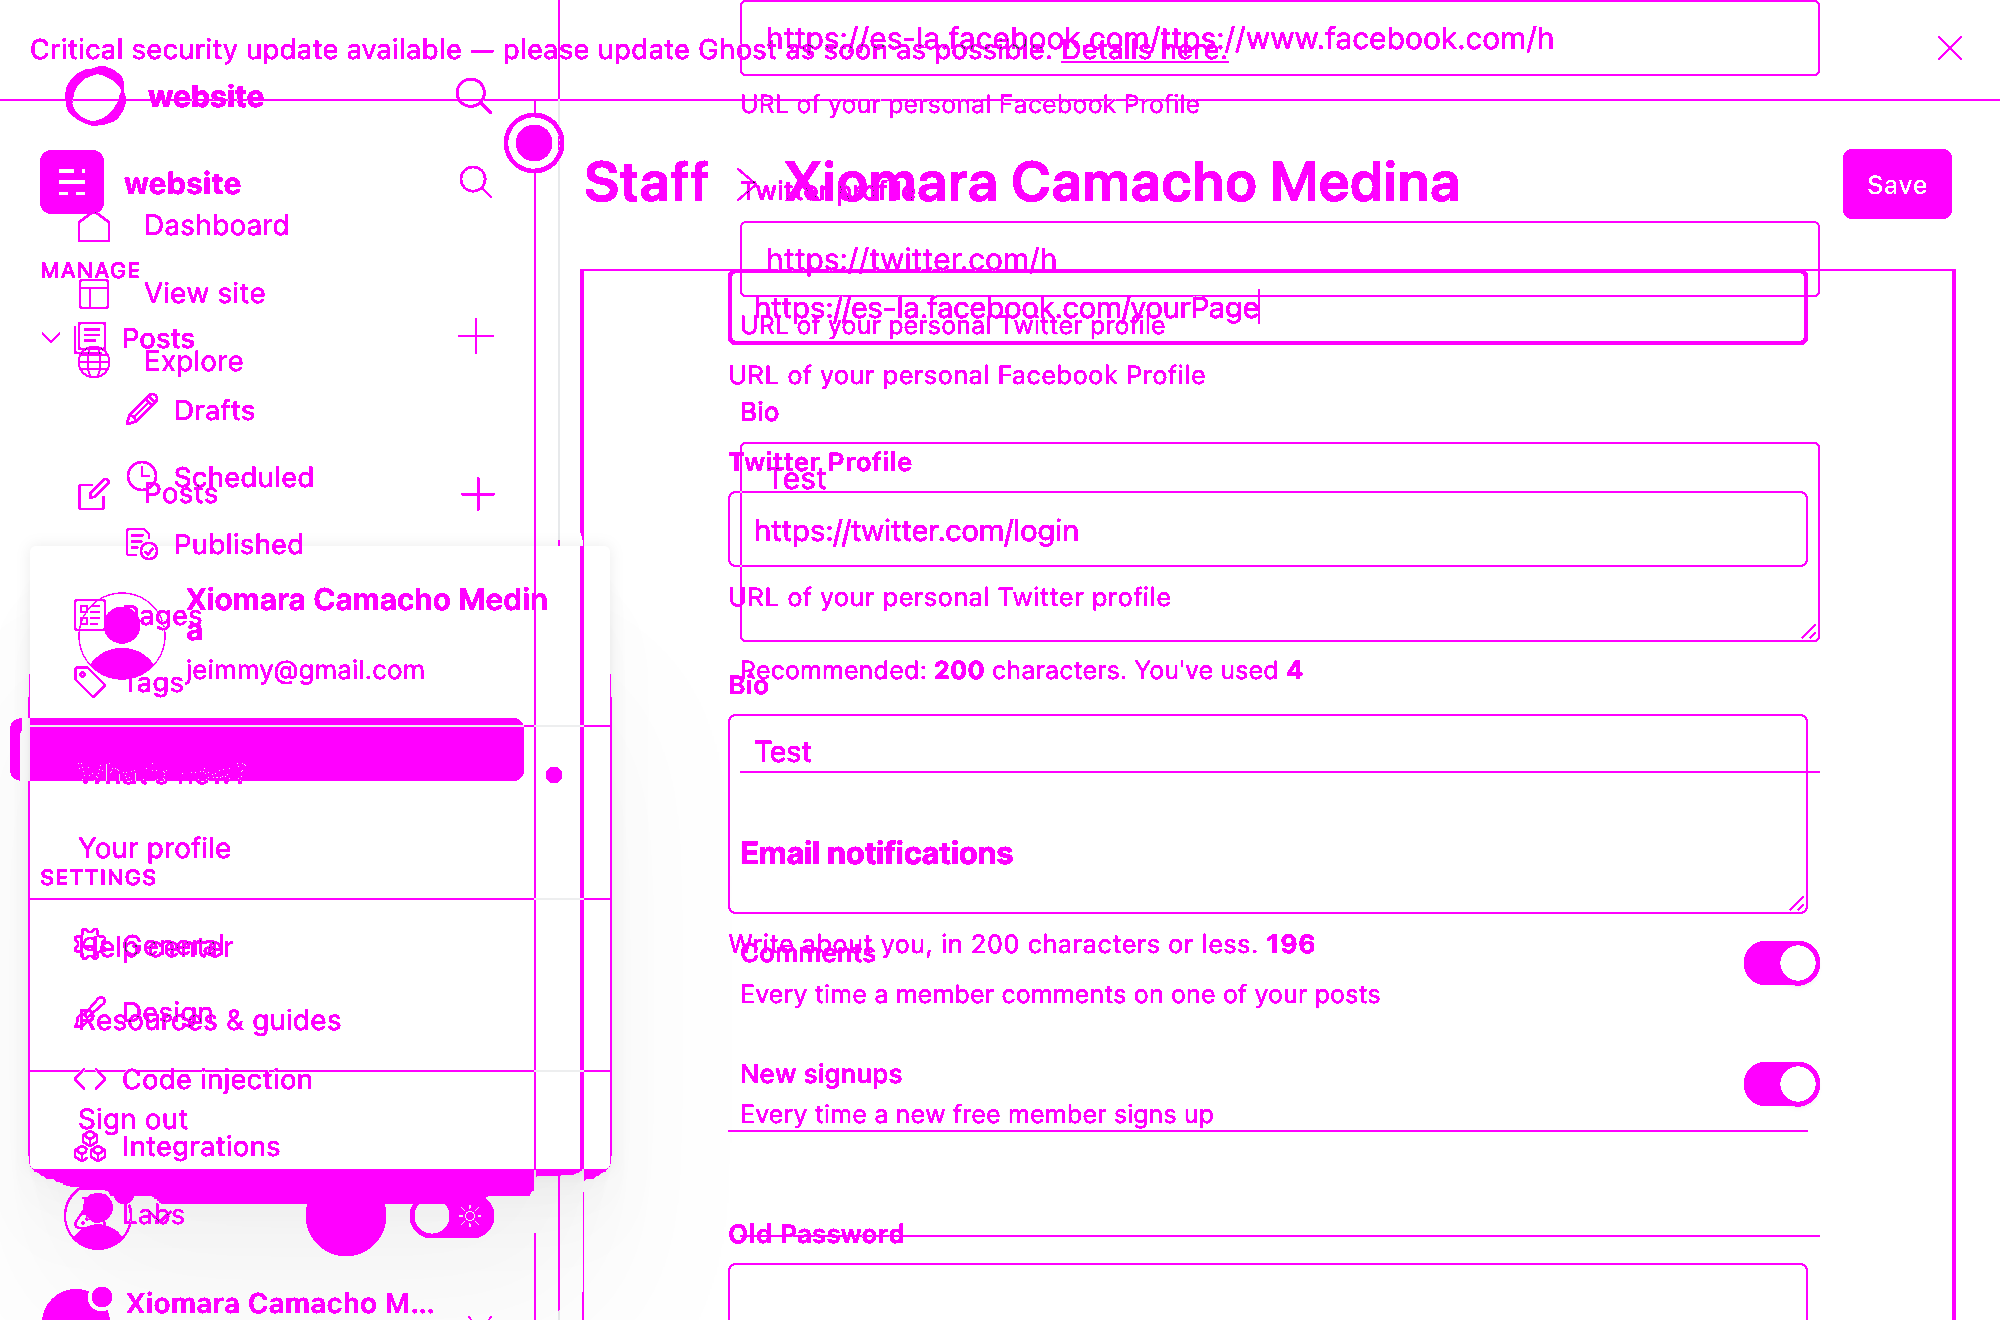 https://es-la.facebook.com/ttps://www.facebook.com/h
Critical security update available — please update Ghost as soon as possible. Details here.
website
URL of your personal Facebook Profile
Staff > Xiomara Camacho Medina
Save
website
Twitter profile
Dashboard
https://twitter.com/h
MANAGE
View site
https://es-la.facebook.com/yourPage
URL of your personal Twitter profile
Posts
Explore
URL of your personal Facebook Profile
Drafts
Bio
Twitter Profile
Scheduled
Test
Posts
https://twitter.com/login
Published
Xiomara Camacho Medin
a
URL of your personal Twitter profile
Pages
jeimmy@gmail.com
Recommended: 200 characters. You've used 4
Tags
Bio
Test
What's new?
Your profile
Email notifications
SETTINGS
General
Help center
Write about you, in 200 characters or less. 196
Comments
Every time a member comments on one of your posts
Design
Resources & guides
Code injection
New signups
Sign out
Every time a new free member signs up
Integrations
Labs
Old Password
Xiomara Camacho M...